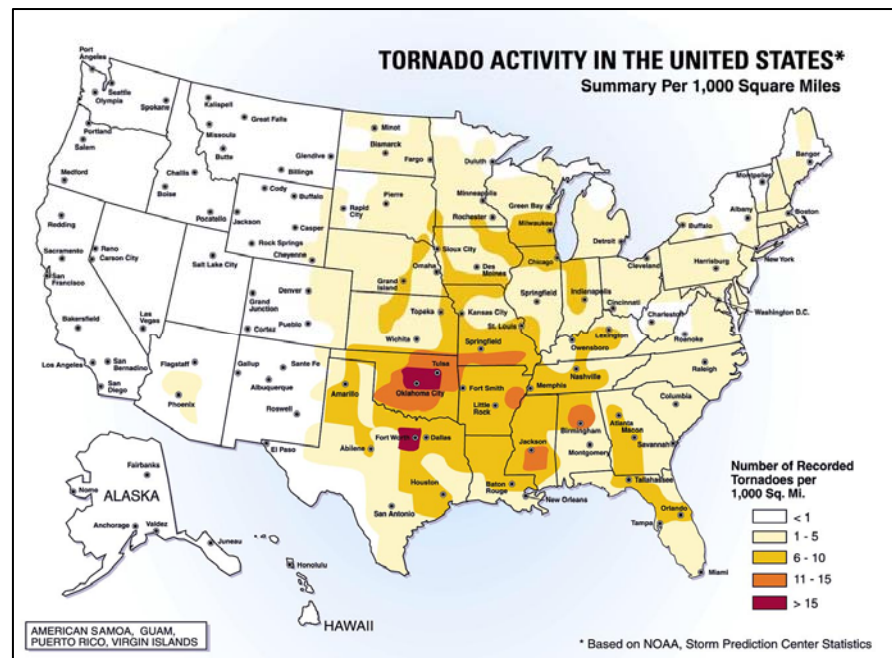 TORNADO ACTIVITY IN THE UNITED STATES*
Summary Per 1,000 Square Miles
Port
Angeles
Seattle
Olympia
Spokane
Portland
Salem
Medford
Kalispell
Great Falls
Missoula
Butte
Glendive
Billings
Challis
Boise
Pocatello
Cody
Buffalo
Jackson
Casper
Rock Springs
Cheyenne
Minot
Bismarck
Fargo
Pierre
Rapid
City
Duluth
Minneapolis
Rochester
Green Bay
Milwaukee
Chicago
Detroit
Sioux City
Des
Moines
Omaha
Grand
Island
Redding
Sacramento
San
Francisco
Reno
Carson City
Las
Vegas
Bakersfield
Los Angeles
San
Bernadino
San
Diego
Salt Lake City
Grand
Junction
Denver
Pueblo
Cortez
Flagstaff
Phoenix
Gallup
Sante Fe
Albuquerque
Roswell
El Paso
Topeka
Wichita
Kansas City
St. Louis
Springfield
Springfield
Indianapolis
Cincinnati
Cleveland
Charleston
Lexington
Owensboro
Nashville
Memphis
Tulsa
Oklahoma City
Fort Smith
Little
Rock
Amarillo
Abilene
Fort Worth
Dallas
Houston
San Antonio
Jackson
Baton
Rouge
New Orleans
Birmingham
Montgomery
Atlanta
Macon
Savannah
Columbia
Raleigh
Roanoke
Tallahassee
Orlando
Tampa
Miami
Montpelier
Bangor
Albany
Boston
Buffalo
New York
Harrisburg
Washington D.C.
Fairbanks
Nome
ALASKA
Anchorage
Valdez
Juneau
Honolulu
HAWAII
Number of Recorded
Tornadoes per
1,000 Sq. Mi.
< 1
1 - 5
6 - 10
11 - 15
> 15
AMERICAN SAMOA, GUAM,
PUERTO RICO, VIRGIN ISLANDS
* Based on NOAA, Storm Prediction Center Statistics